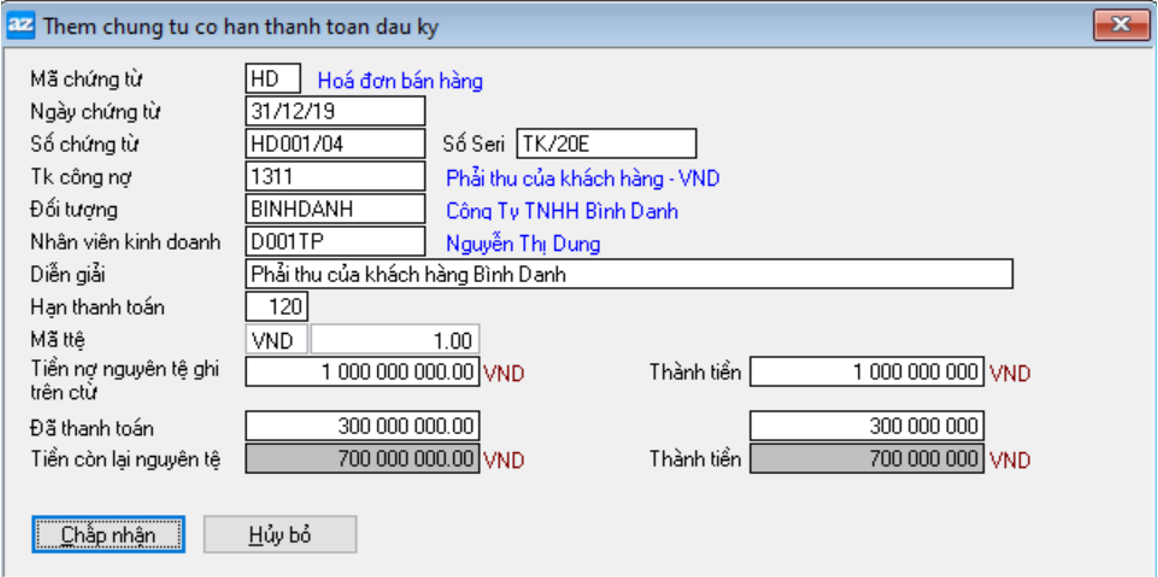 az Them chung tu co han thanh toan dau ky
Mã chứng từ HD Hoá đơn bán hàng
Ngày chứng từ 31/12/19
Số chứng từ HD001/04 Số Seri TK/20E
Tk công nợ 1311 Phải thu của khách hàng - VND
Đối tượng BINHDANH Công Ty TNHH Bình Danh
Nhân viên kinh doanh D001TP Nguyễn Thị Dung
Diễn giải Phải thu của khách hàng Bình Danh
Hạn thanh toán 120
Mã ttệ VND 1.00
Tiền nợ nguyên tệ ghi 1 000 000 000.00 VND Thành tiền 1 000 000 000 VND
trên ctừ
Đã thanh toán 300 000 000.00 300 000 000
Tiền còn lại nguyên tệ 700 000 000.00 VND Thành tiền 700 000 000 VND
Chấp nhận Hủy bỏ